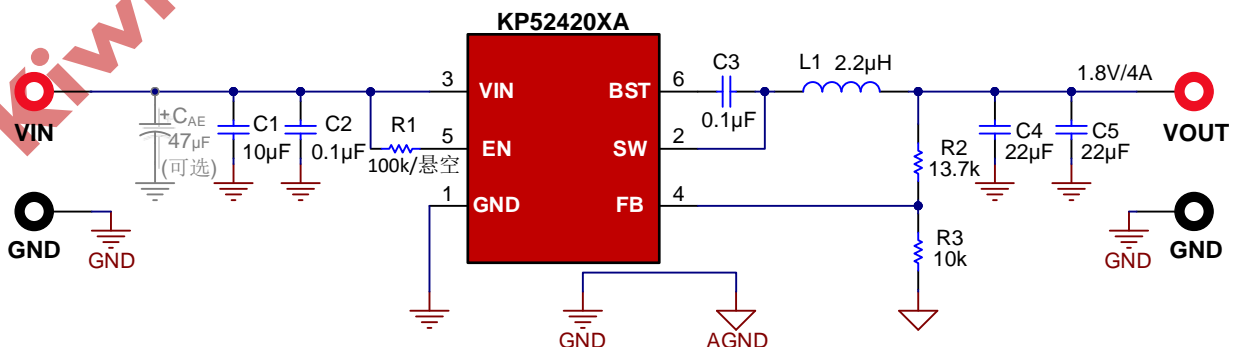 Kiwi
KP52420XA
VIN
GND
GND
+CAE
47µF
(可选)
C1
10µF
C2
0.1µF
R1
100k/悬空
3
5
1
VIN
EN
GND
BST
SW
FB
6
2
4
C3
0.1µF
L1
2.2µH
1.8V/4A
R2
13.7k
R3
10k
C4
22µF
C5
22µF
VOUT
GND
GND
GND
AGND